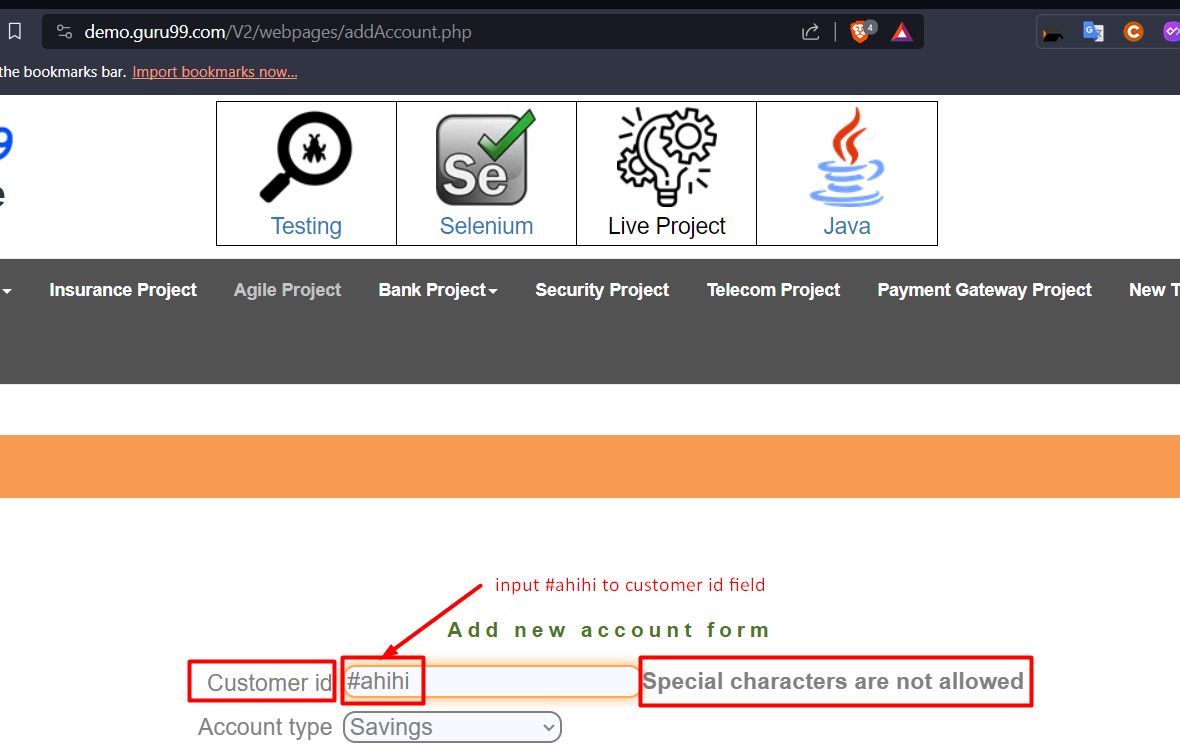 demo.guru99.com/V2/webpages/addAccount.php
4
the bookmarks bar. Import bookmarks now...
9
e
Se
Testing
Selenium
Live Project
Java
Insurance Project
Agile Project
Bank Project
Security Project
Telecom Project
Payment Gateway Project
New T
input #ahihi to customer id field
Add new account form
Customer id #ahihi Special characters are not allowed
Account type Savings